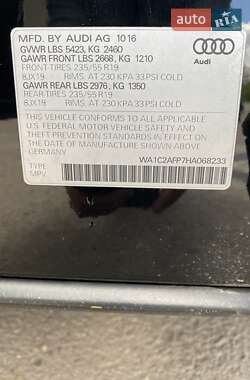 RIA.com
MFD. BY AUDI AG 10 16
GVWR LBS 5423, KG 2460
GAWR FRONT LBS 2668, KG 1210
FRONT-TIRES 235/55 R19
8JX19 RIMS, AT 230 KPA 33 PSI COLD
GAWR REAR LBS 2976, KG 1350
REAR TIRES 235/55 R19
8JX19 RIMS, AT 230 KPA 33 PSI COLD
Audi
THIS VEHICLE CONFORMS TO ALL APPLICABLE
U.S. FEDERAL MOTOR VEHICLE SAFETY AND
THEFT PREVENTION STANDARDS IN EFFECT ON
THE DATE OF MANUFACTURE SHOWN ABOVE
GERMANY
WA1C2AFP7HA068233
TYPE:
MPV